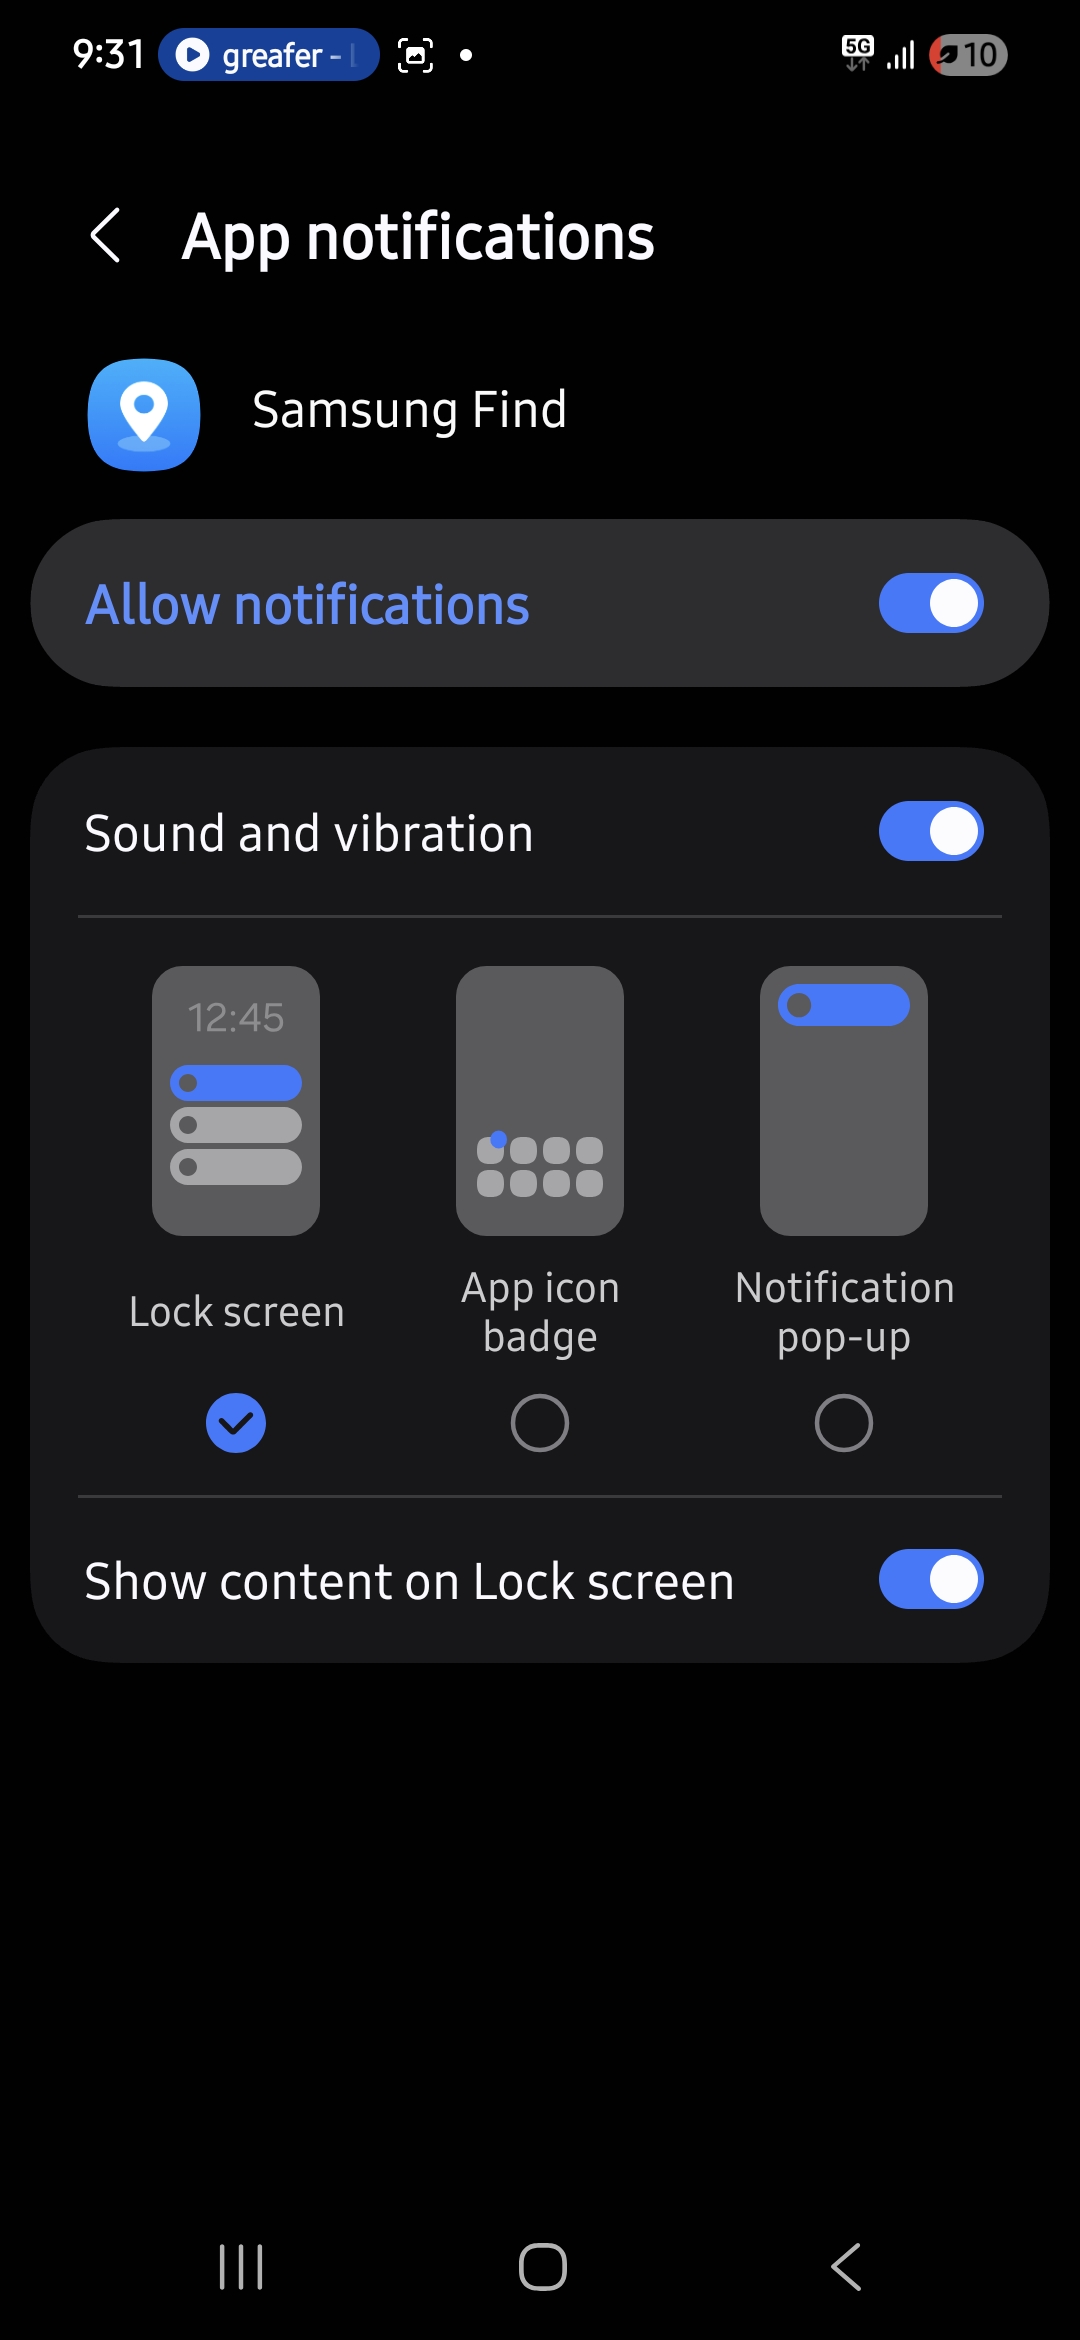 9:31 greafer - 5G 10
App notifications
Samsung Find
Allow notifications
Sound and vibration
12:45
Lock screen
App icon
badge
Notification
pop-up
Show content on Lock screen